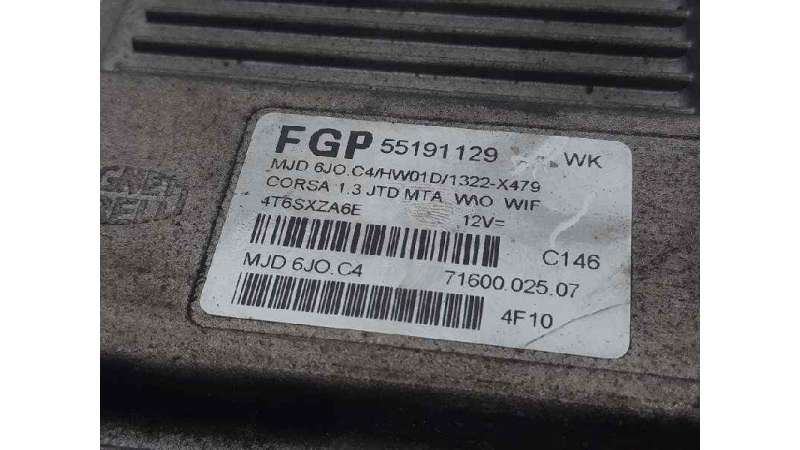 FGP 55191129 WK
MJD 6JO.C4/HW01D/1322-X479
CORSA 1.3 JTD MTA W\O WIF
4T6SXZA6E 12V=
C146
MJD 6JO.C4 71600.025.07
4F10